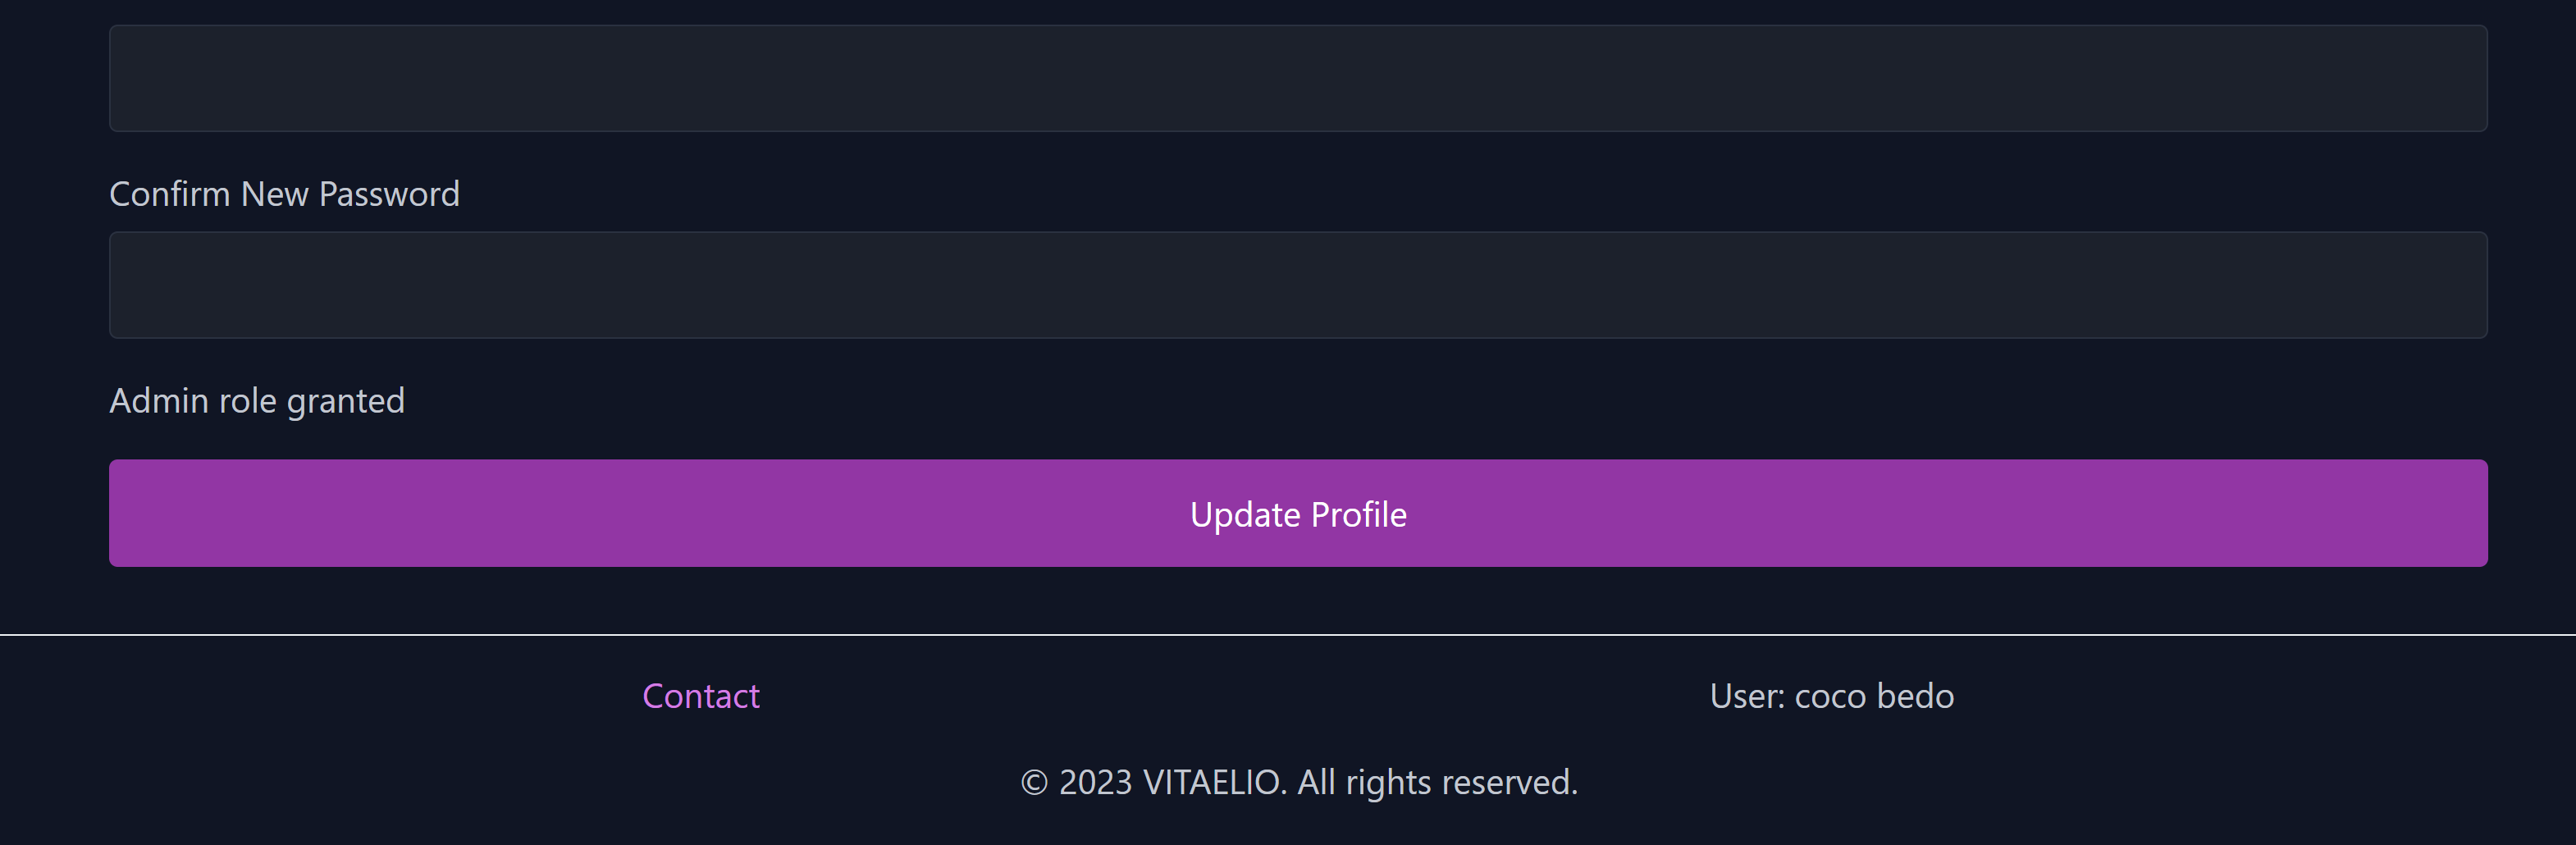 Confirm New Password
Admin role granted
Update Profile
Contact
User: coco bedo
© 2023 VITAELIO. All rights reserved.